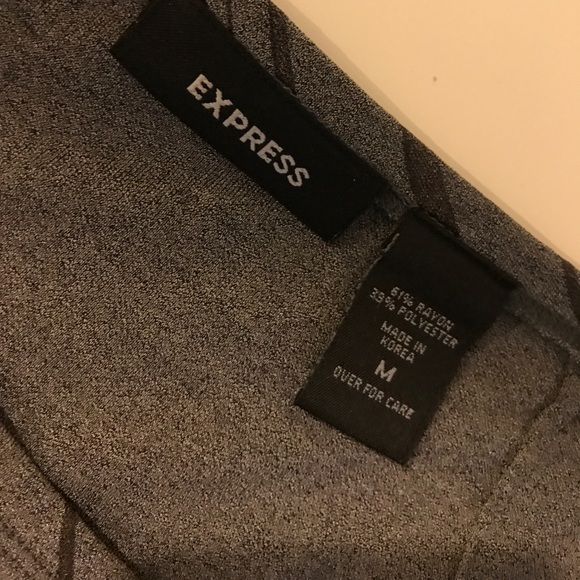 EXPRESS
61% RAYON
39% POLYESTER
MADE IN
KOREA
M
OVER FOR CARE